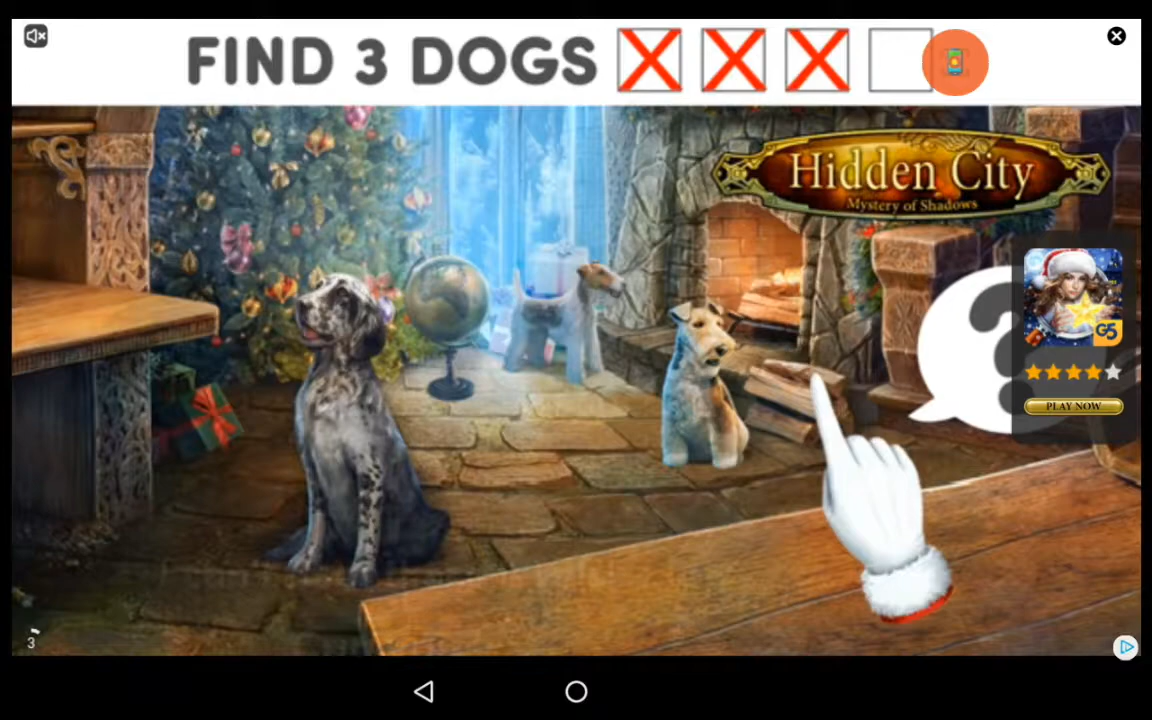 FIND 3 DOGS
Hidden City
Mystery of Shadows
?
G5
PLAY NOW
3